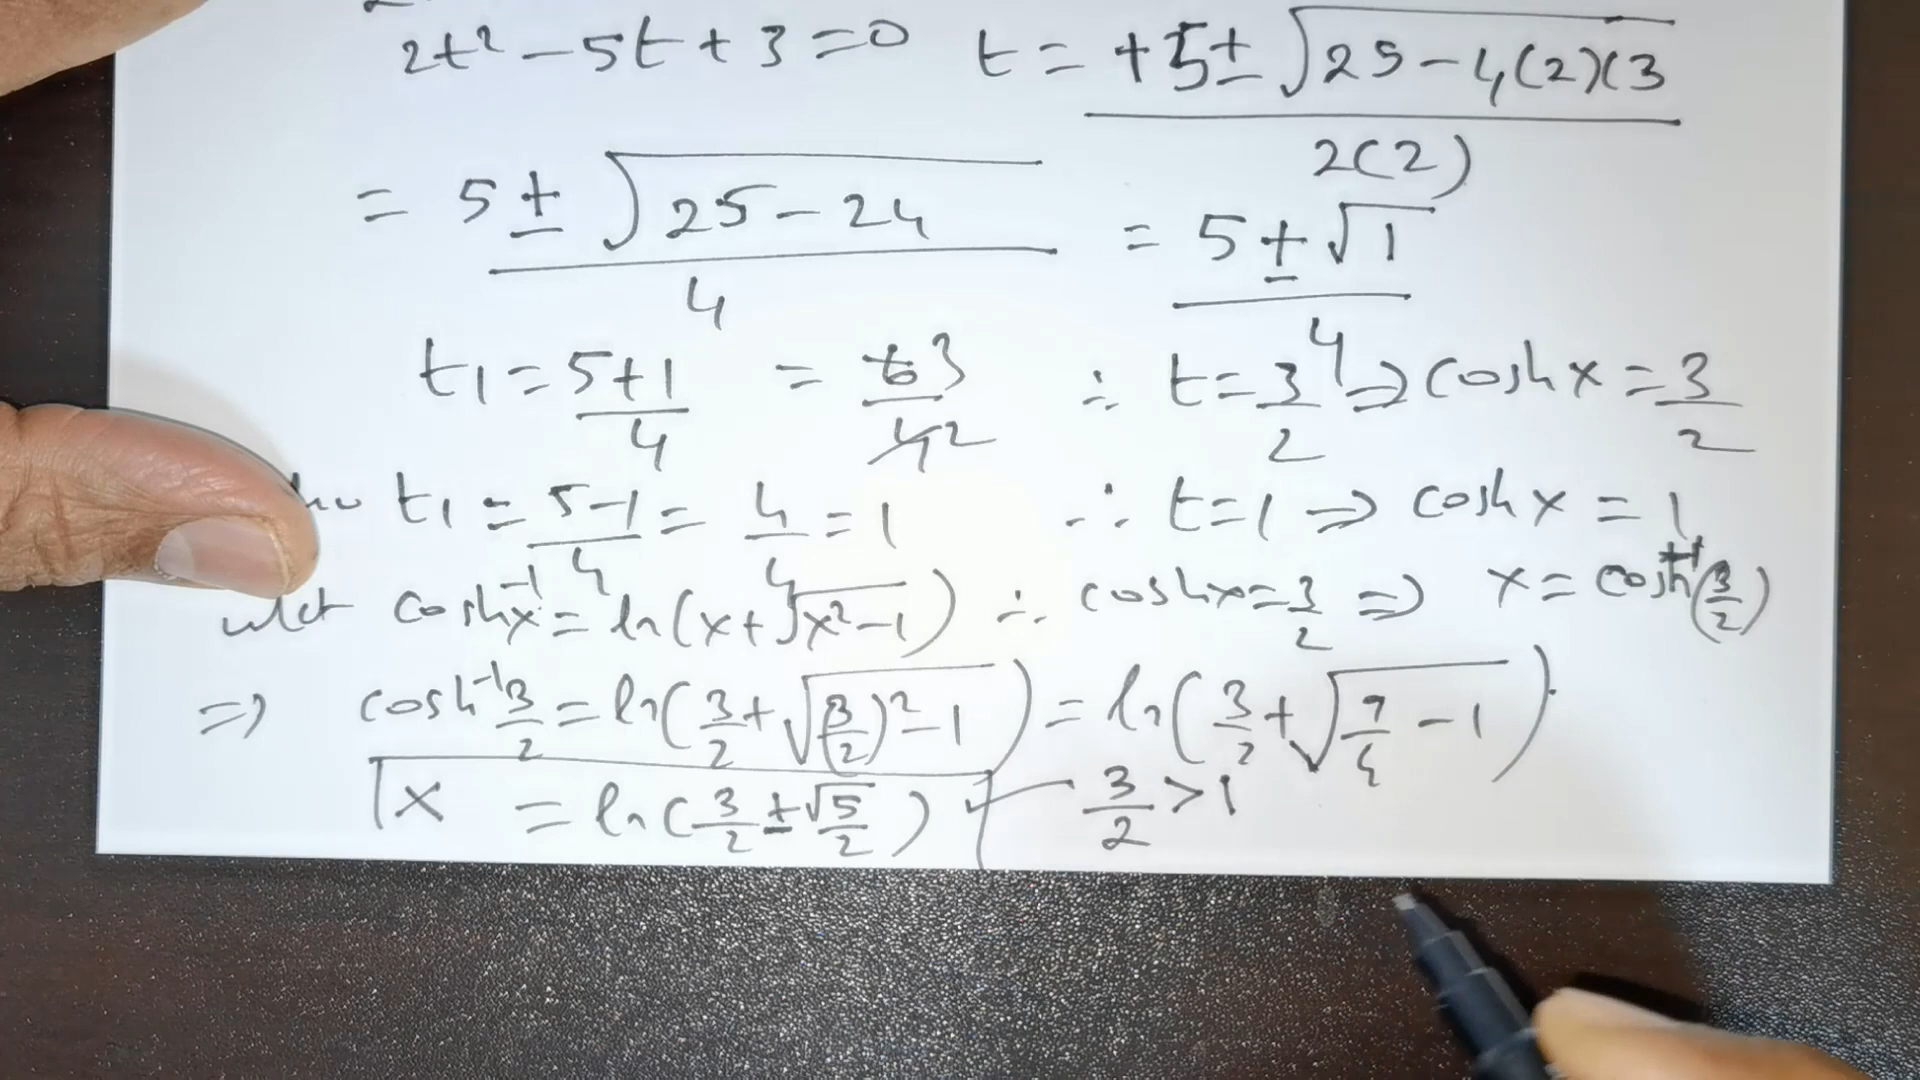 2t² - 5t + 3 = 0 t = +5 ± √25 - 4(2)(3 / 2(2)
= 5 ± √25 - 24 / 4 = 5 ± √1 / 4
t1 = 5+1 / 4 = 6 3 / 4 2 ∴ t = 3/2 ⇒ cosh x = 3/2
t1 = 5-1 / 4 = 4/4 = 1 ∴ t = 1 ⇒ cosh x = 1
cosh⁻¹x = ln(x + √x²-1) ∴ cosh x = 3/2 ⇒ x = cosh⁻¹(3/2)
⇒ cosh⁻¹ 3/2 = ln(3/2 + √(3/2)² - 1) = ln(3/2 + √9/4 - 1)
x = ln(3/2 ± √5/2) 3/2 > 1